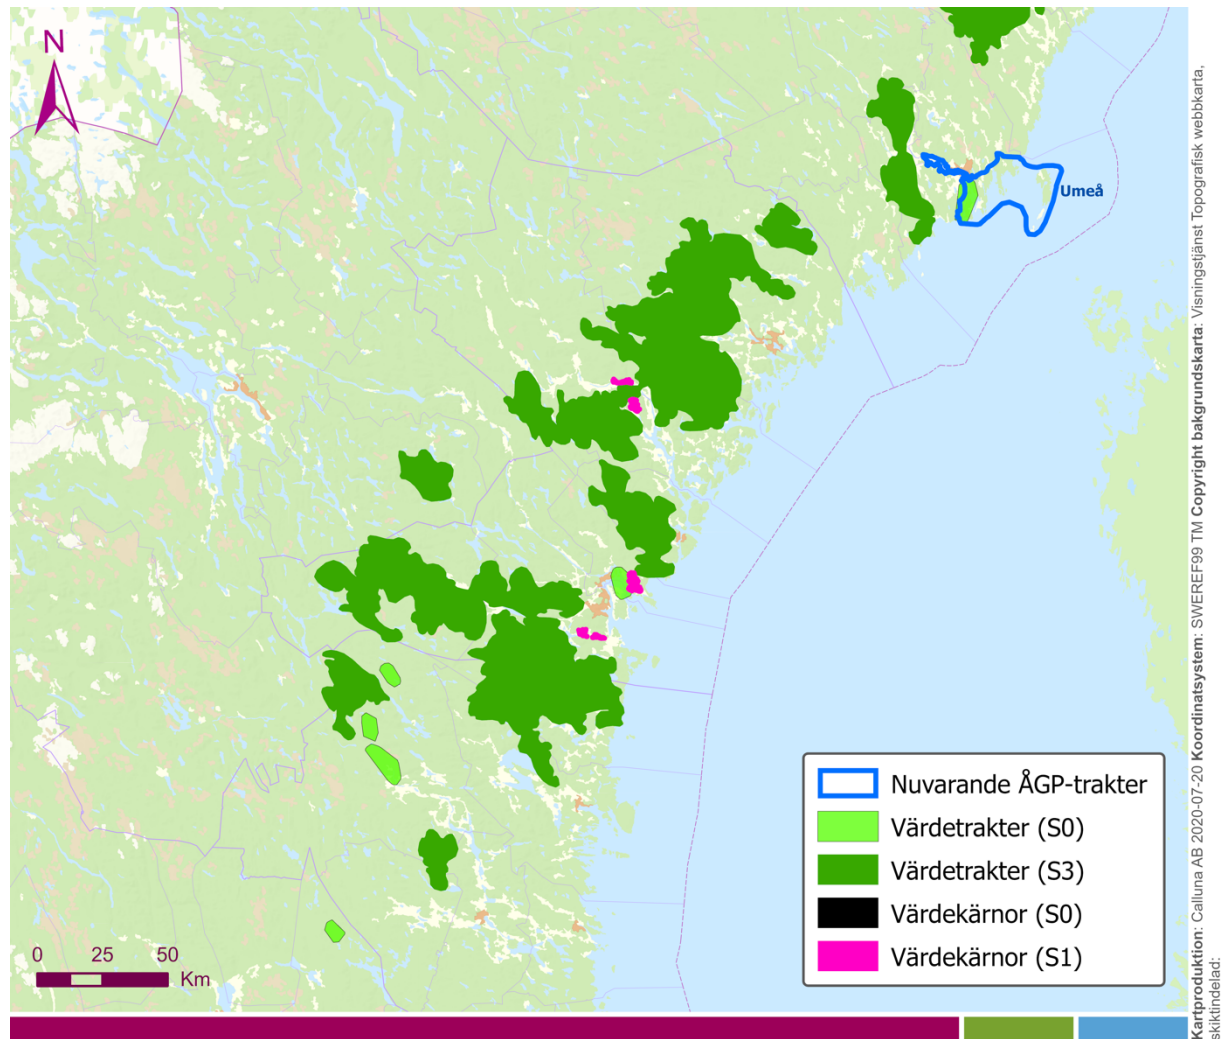 N
Umeå
Nuvarande ÅGP-trakter
Värdetrakter (S0)
Värdetrakter (S3)
Värdekärnor (S0)
Värdekärnor (S1)
0 25 50
Km
Kartproduktion: Calluna AB 2020-07-20 Koordinatsystem: SWEREF99 TM Copyright bakgrundskarta: Visningstjänst Topografisk webbkarta,
skiktindelad: